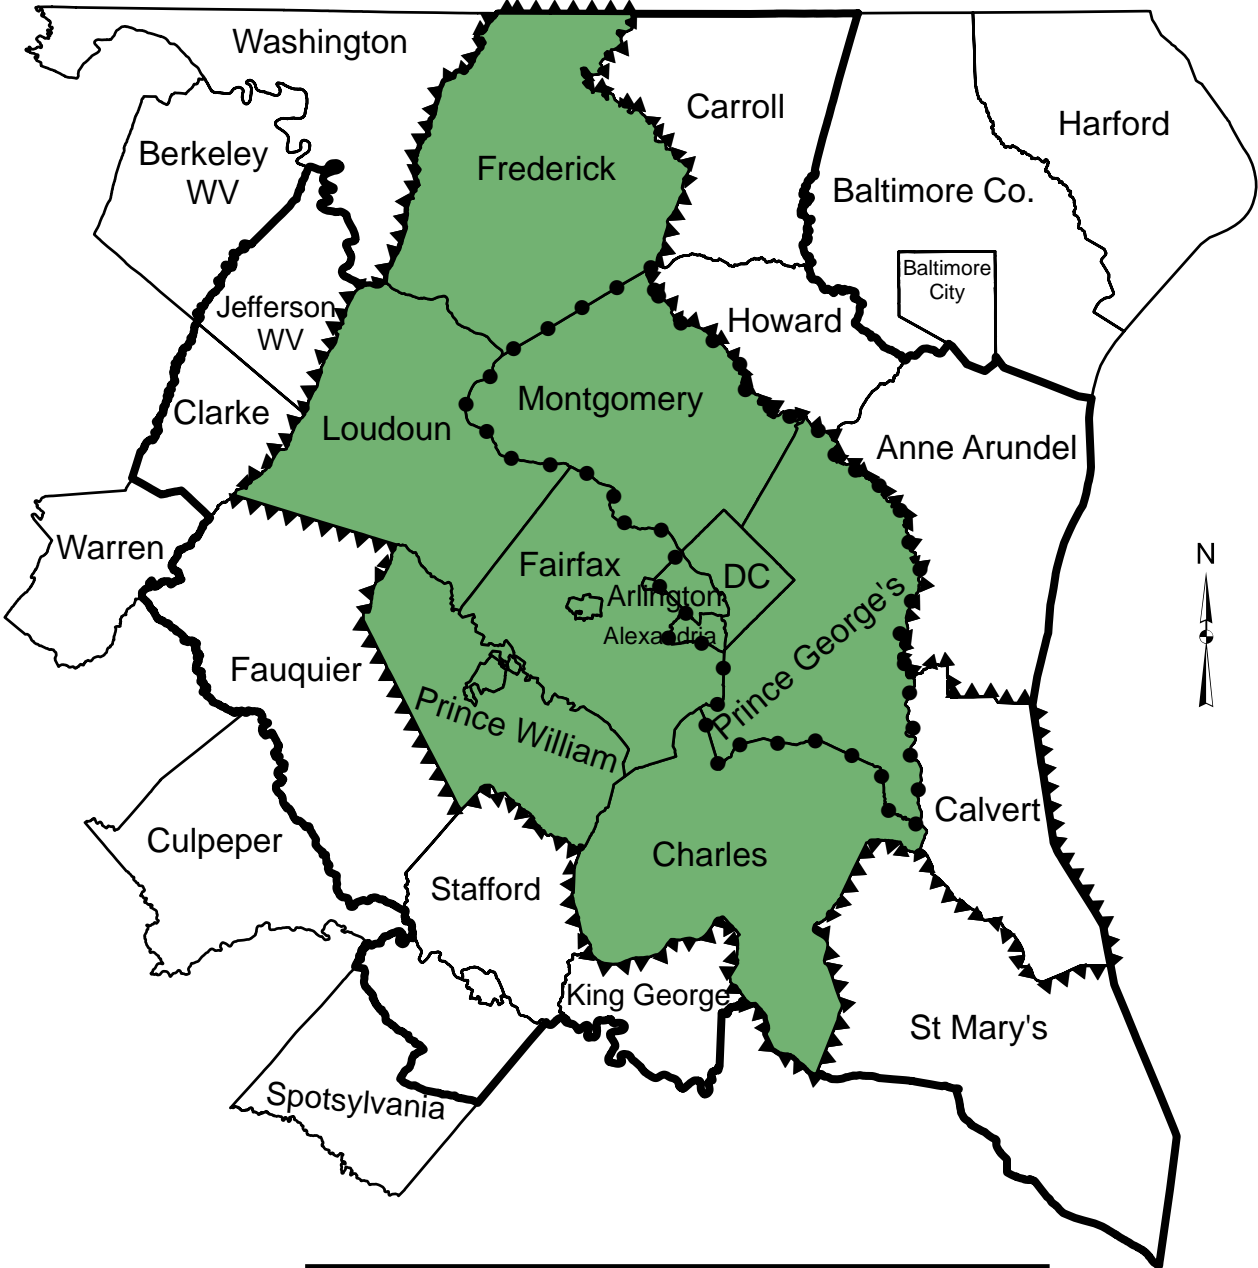 Washington
Carroll
Harford
Berkeley
WV
Frederick
Baltimore Co.
Baltimore
City
Jefferson
WV
Howard
Clarke
Loudoun
Montgomery
Anne Arundel
Warren
Fairfax
DC
N
Arlington
Alexandria
Prince George's
Fauquier
Prince William
Culpeper
Calvert
Charles
Stafford
King George
St Mary's
Spotsylvania